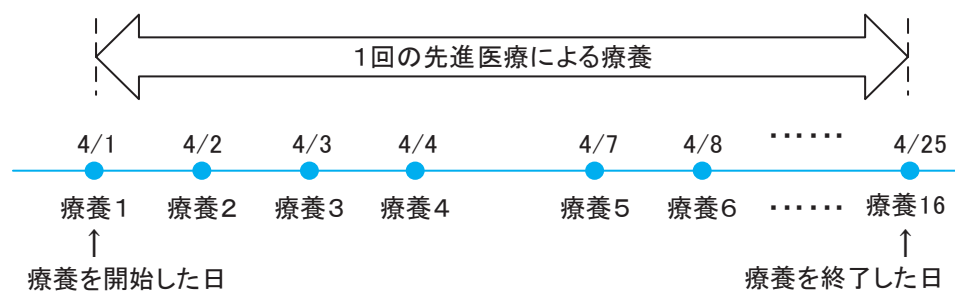 1回の先進医療による療養
4/1 4/2 4/3 4/4 4/7 4/8 …… 4/25
療養1 療養2 療養3 療養4 療養5 療養6 …… 療養16
↑ ↑
療養を開始した日 療養を終了した日